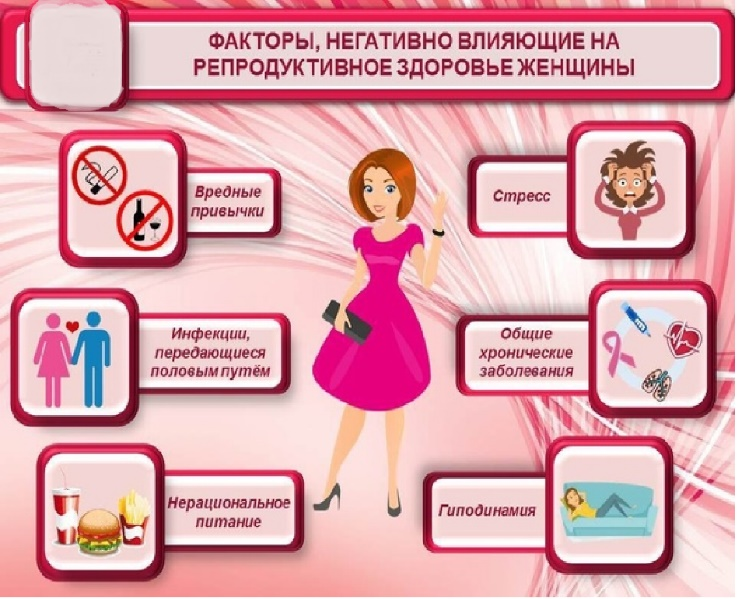 ФАКТОРЫ, НЕГАТИВНО ВЛИЯЮЩИЕ НА
РЕПРОДУКТИВНОЕ ЗДОРОВЬЕ ЖЕНЩИНЫ
Вредные
привычки
Стресс
Инфекции,
передающиеся
половым путём
Общие
хронические
заболевания
Нерациональное
питание
Гиподинамия